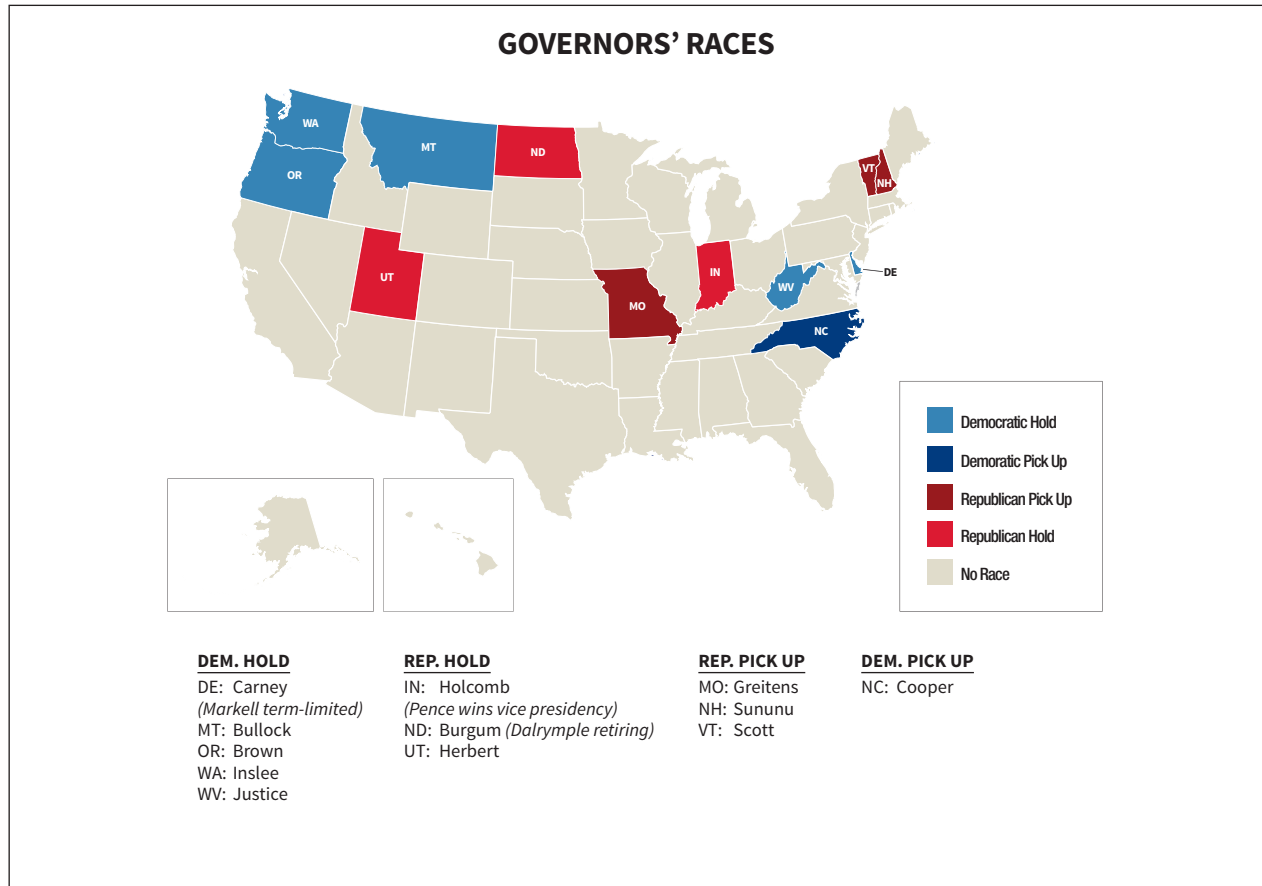 GOVERNORS’ RACES
WA
MT
ND
OR
VT
NH
UT
IN
DE
MO
WV
NC
Democratic Hold
Demoratic Pick Up
Republican Pick Up
Republican Hold
No Race
DEM. HOLD
DE: Carney
(Markell term-limited)
MT: Bullock
OR: Brown
WA: Inslee
WV: Justice
REP. HOLD
IN: Holcomb
(Pence wins vice presidency)
ND: Burgum (Dalrymple retiring)
UT: Herbert
REP. PICK UP
MO: Greitens
NH: Sununu
VT: Scott
DEM. PICK UP
NC: Cooper